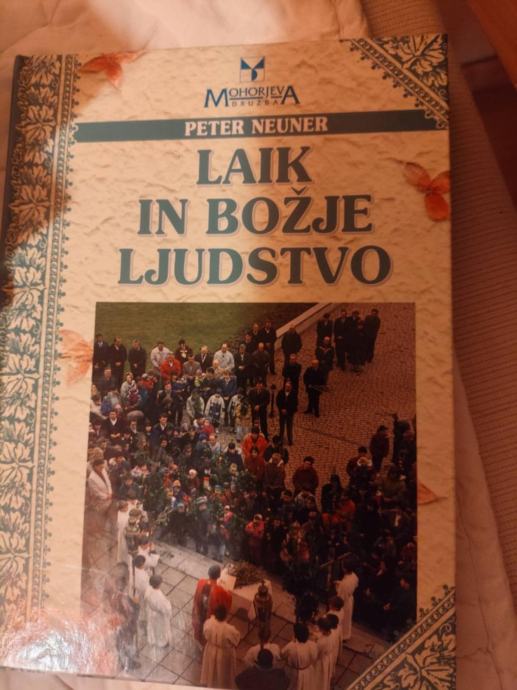 MOHORJEVA
DRUŽBA
PETER NEUNER
LAIK
IN BOŽJE
LJUDSTVO